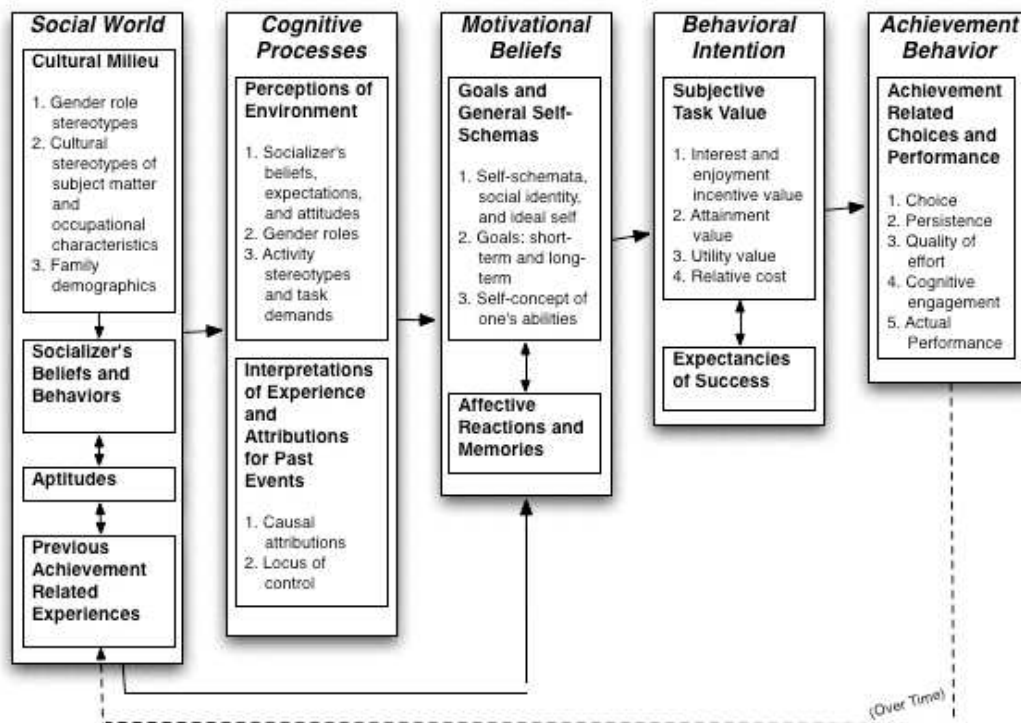 Social World
Cultural Milieu
1. Gender role
stereotypes
2. Cultural
stereotypes of
subject matter
and
occupational
characteristics
3. Family
demographics
Socializer's
Beliefs and
Behaviors
Aptitudes
Previous
Achievement
Related
Experiences
Cognitive
Processes
Perceptions of
Environment
1. Socializer's
beliefs,
expectations,
and attitudes
2. Gender roles
3. Activity
stereotypes
and task
demands
Interpretations
of Experience
and
Attributions
for Past
Events
1. Causal
attributions
2. Locus of
control
Motivational
Beliefs
Goals and
General Self-
Schemas
1. Self-schemata,
social identity,
and ideal self
2. Goals: short-
term and long-
term
3. Self-concept of
one's abilities
Affective
Reactions and
Memories
Behavioral
Intention
Subjective
Task Value
1. Interest and
enjoyment
incentive value
2. Attainment
value
3. Utility value
4. Relative cost
Expectancies
of Success
Achievement
Behavior
Achievement
Related
Choices and
Performance
1. Choice
2. Persistence
3. Quality of
effort
4. Cognitive
engagement
5. Actual
Performance
(Over Time)